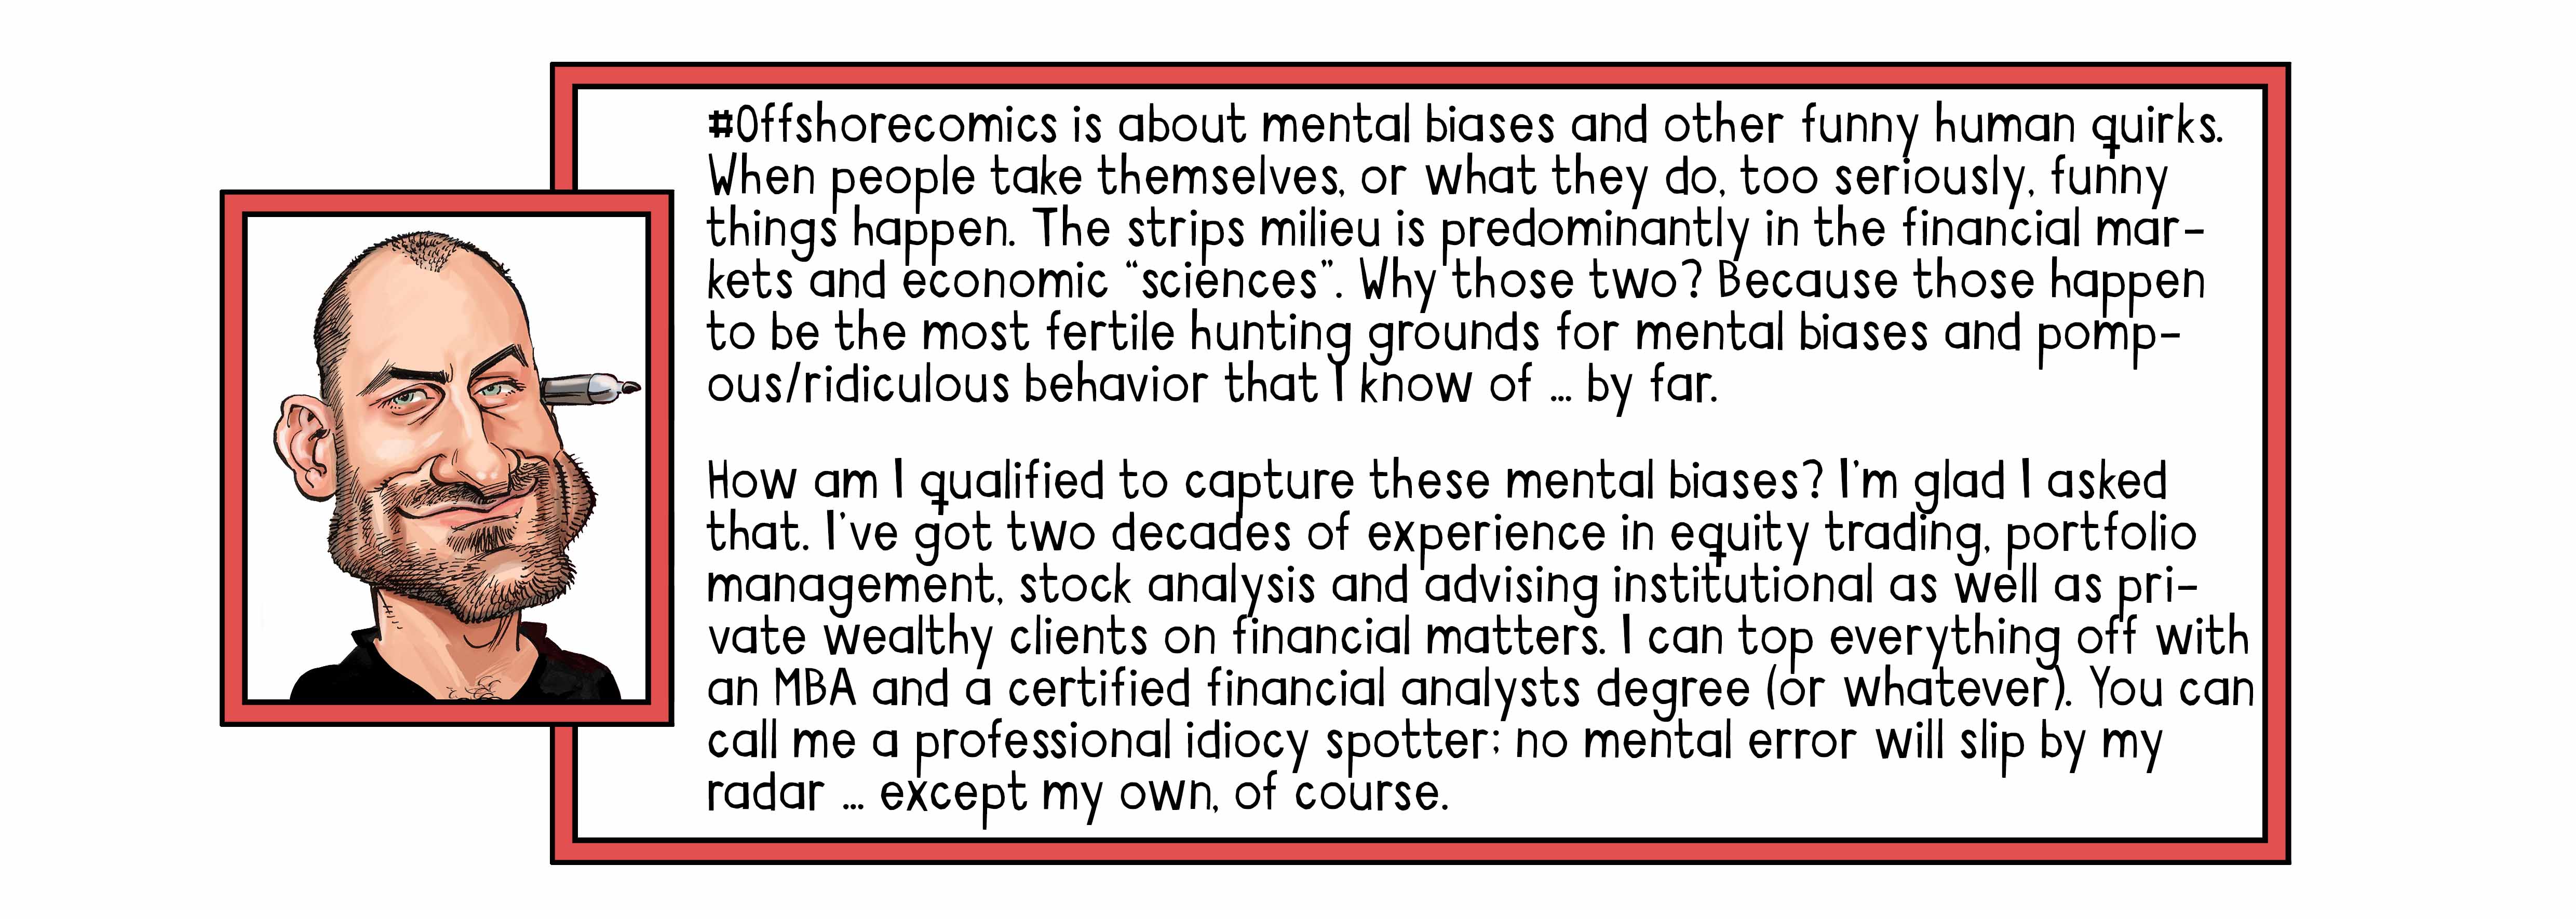 #Offshorecomics is about mental biases and other funny human quirks.
When people take themselves, or what they do, too seriously, funny
things happen. The strips milieu is predominantly in the financial mar-
kets and economic "sciences". Why those two? Because those happen
to be the most fertile hunting grounds for mental biases and pomp-
ous/ridiculous behavior that I know of ... by far.
How am I qualified to capture these mental biases? I'm glad I asked
that. I've got two decades of experience in equity trading, portfolio
management, stock analysis and advising institutional as well as pri-
vate wealthy clients on financial matters. I can top everything off with
an MBA and a certified financial analysts degree (or whatever). You can
call me a professional idiocy spotter; no mental error will slip by my
radar ... except my own, of course.